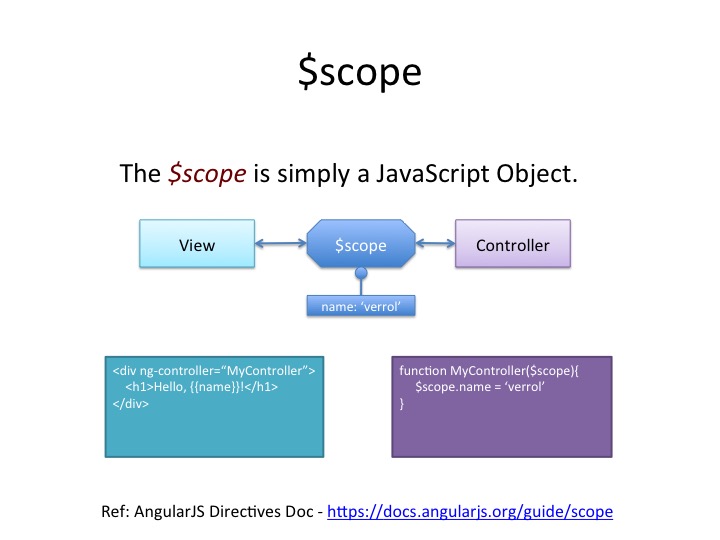 $scope
The $scope is simply a JavaScript Object.
View
$scope
Controller
name: ‘verrol’
<div ng-controller=“MyController”>
<h1>Hello, {{name}}!</h1>
</div>
function MyController($scope){
$scope.name = ‘verrol’
}
Ref: AngularJS Directives Doc - https://docs.angularjs.org/guide/scope